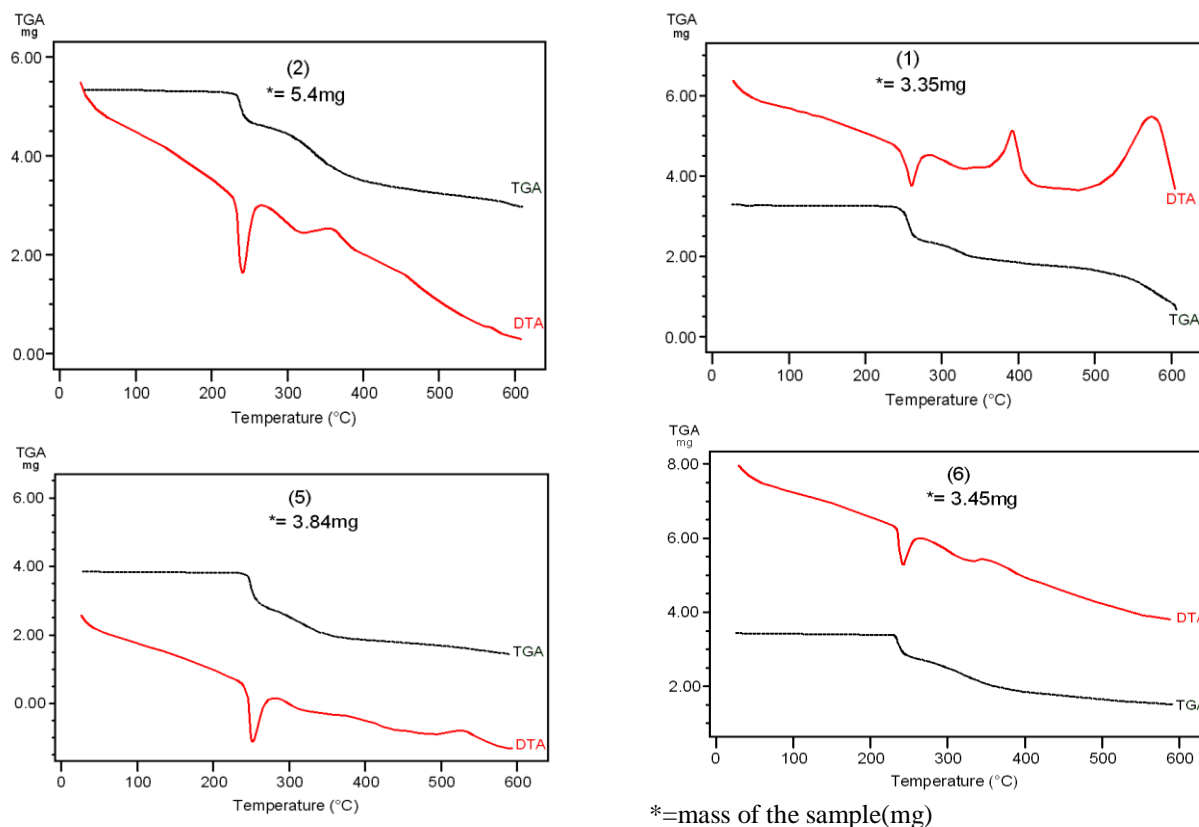 TGA
mg
(2)
*= 5.4mg
6.00
4.00
2.00
0.00
TGA
DTA
0 100 200 300 400 500 600
Temperature (°C)
TGA
mg
(1)
*= 3.35mg
6.00
4.00
2.00
0.00
DTA
TGA
0 100 200 300 400 500 600
Temperature (°C)
TGA
mg
(5)
*= 3.84mg
6.00
4.00
2.00
0.00
TGA
DTA
0 100 200 300 400 500 600
Temperature (°C)
TGA
mg
(6)
*= 3.45mg
8.00
6.00
4.00
2.00
DTA
TGA
0 100 200 300 400 500 600
Temperature (°C)
*=mass of the sample(mg)